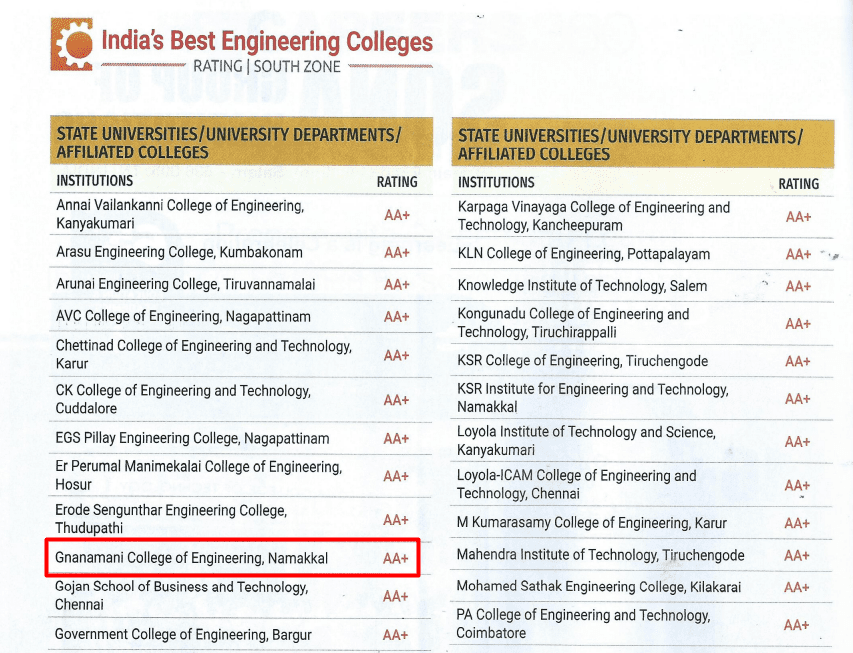 India's Best Engineering Colleges
RATING | SOUTH ZONE
STATE UNIVERSITIES/UNIVERSITY DEPARTMENTS/
AFFILIATED COLLEGES
INSTITUTIONS RATING
Annai Vailankanni College of Engineering,
Kanyakumari AA+
Arasu Engineering College, Kumbakonam AA+
Arunai Engineering College, Tiruvannamalai AA+
AVC College of Engineering, Nagapattinam AA+
Chettinad College of Engineering and Technology,
Karur AA+
CK College of Engineering and Technology,
Cuddalore AA+
EGS Pillay Engineering College, Nagapattinam AA+
Er Perumal Manimekalai College of Engineering,
Hosur AA+
Erode Sengunthar Engineering College,
Thudupathi AA+
Gnanamani College of Engineering, Namakkal AA+
Gojan School of Business and Technology,
Chennai AA+
Government College of Engineering, Bargur AA+
STATE UNIVERSITIES/UNIVERSITY DEPARTMENTS/
AFFILIATED COLLEGES
INSTITUTIONS RATING
Karpaga Vinayaga College of Engineering and
Technology, Kancheepuram AA+
KLN College of Engineering, Pottapalayam AA+
Knowledge Institute of Technology, Salem AA+
Kongunadu College of Engineering and
Technology, Tiruchirappalli AA+
KSR College of Engineering, Tiruchengode AA+
KSR Institute for Engineering and Technology,
Namakkal AA+
Loyola Institute of Technology and Science,
Kanyakumari AA+
Loyola-ICAM College of Engineering and
Technology, Chennai AA+
M Kumarasamy College of Engineering, Karur AA+
Mahendra Institute of Technology, Tiruchengode AA+
Mohamed Sathak Engineering College, Kilakarai AA+
PA College of Engineering and Technology,
Coimbatore AA+